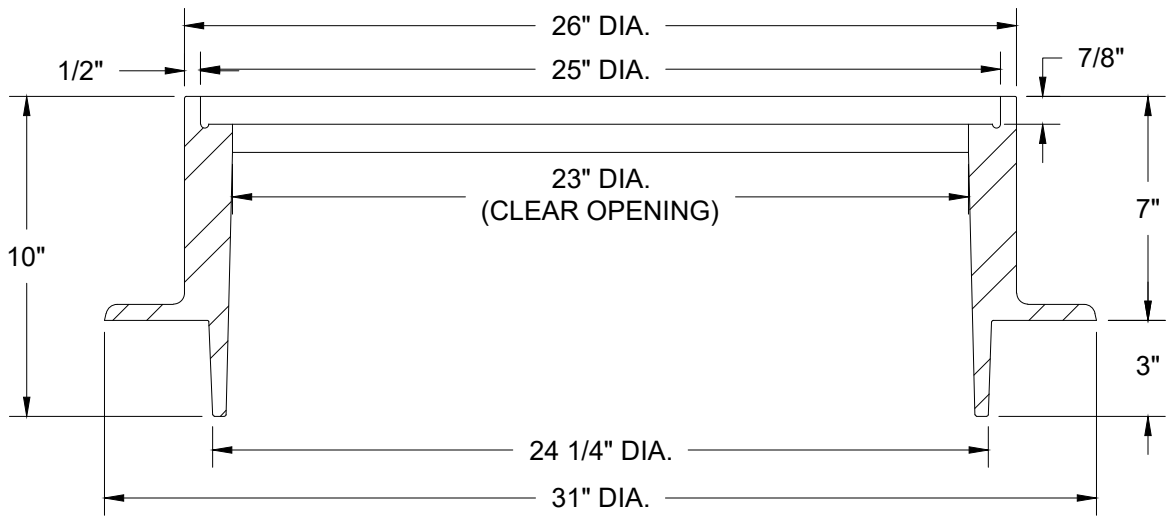 26" DIA.
1/2"
25" DIA.
7/8"
23" DIA.
(CLEAR OPENING)
10"
7"
3"
24 1/4" DIA.
31" DIA.